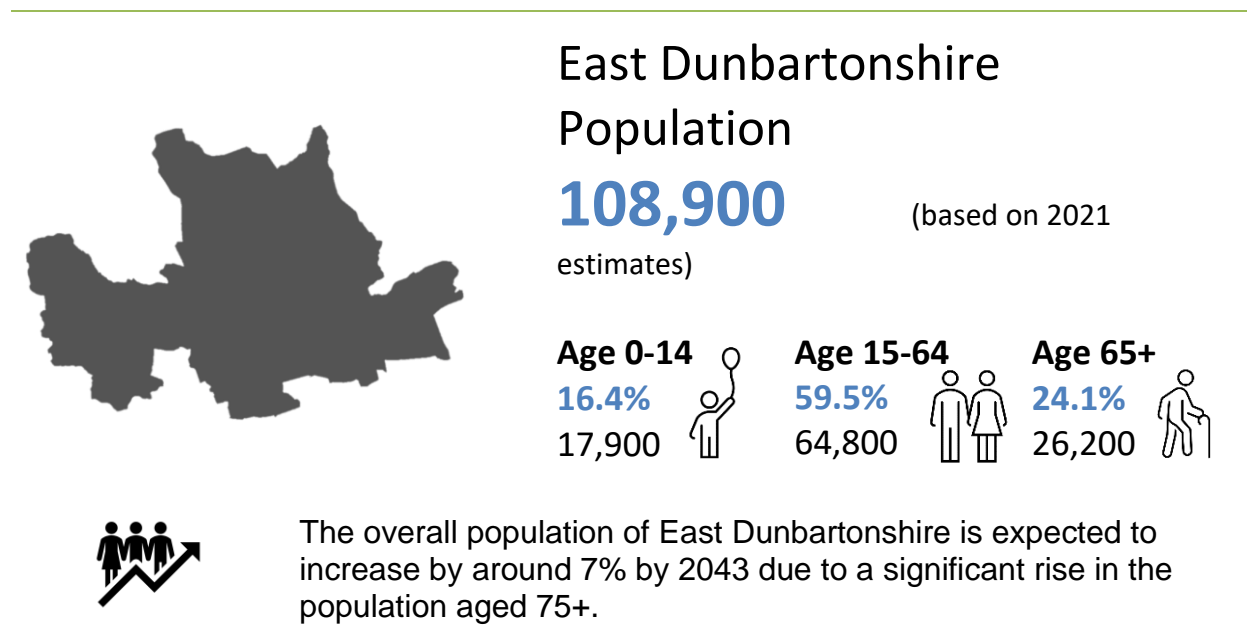 East Dunbartonshire
Population
108,900 (based on 2021
estimates)
Age 0-14 Age 15-64 Age 65+
16.4% 59.5% 24.1%
17,900 64,800 26,200
The overall population of East Dunbartonshire is expected to
increase by around 7% by 2043 due to a significant rise in the
population aged 75+.